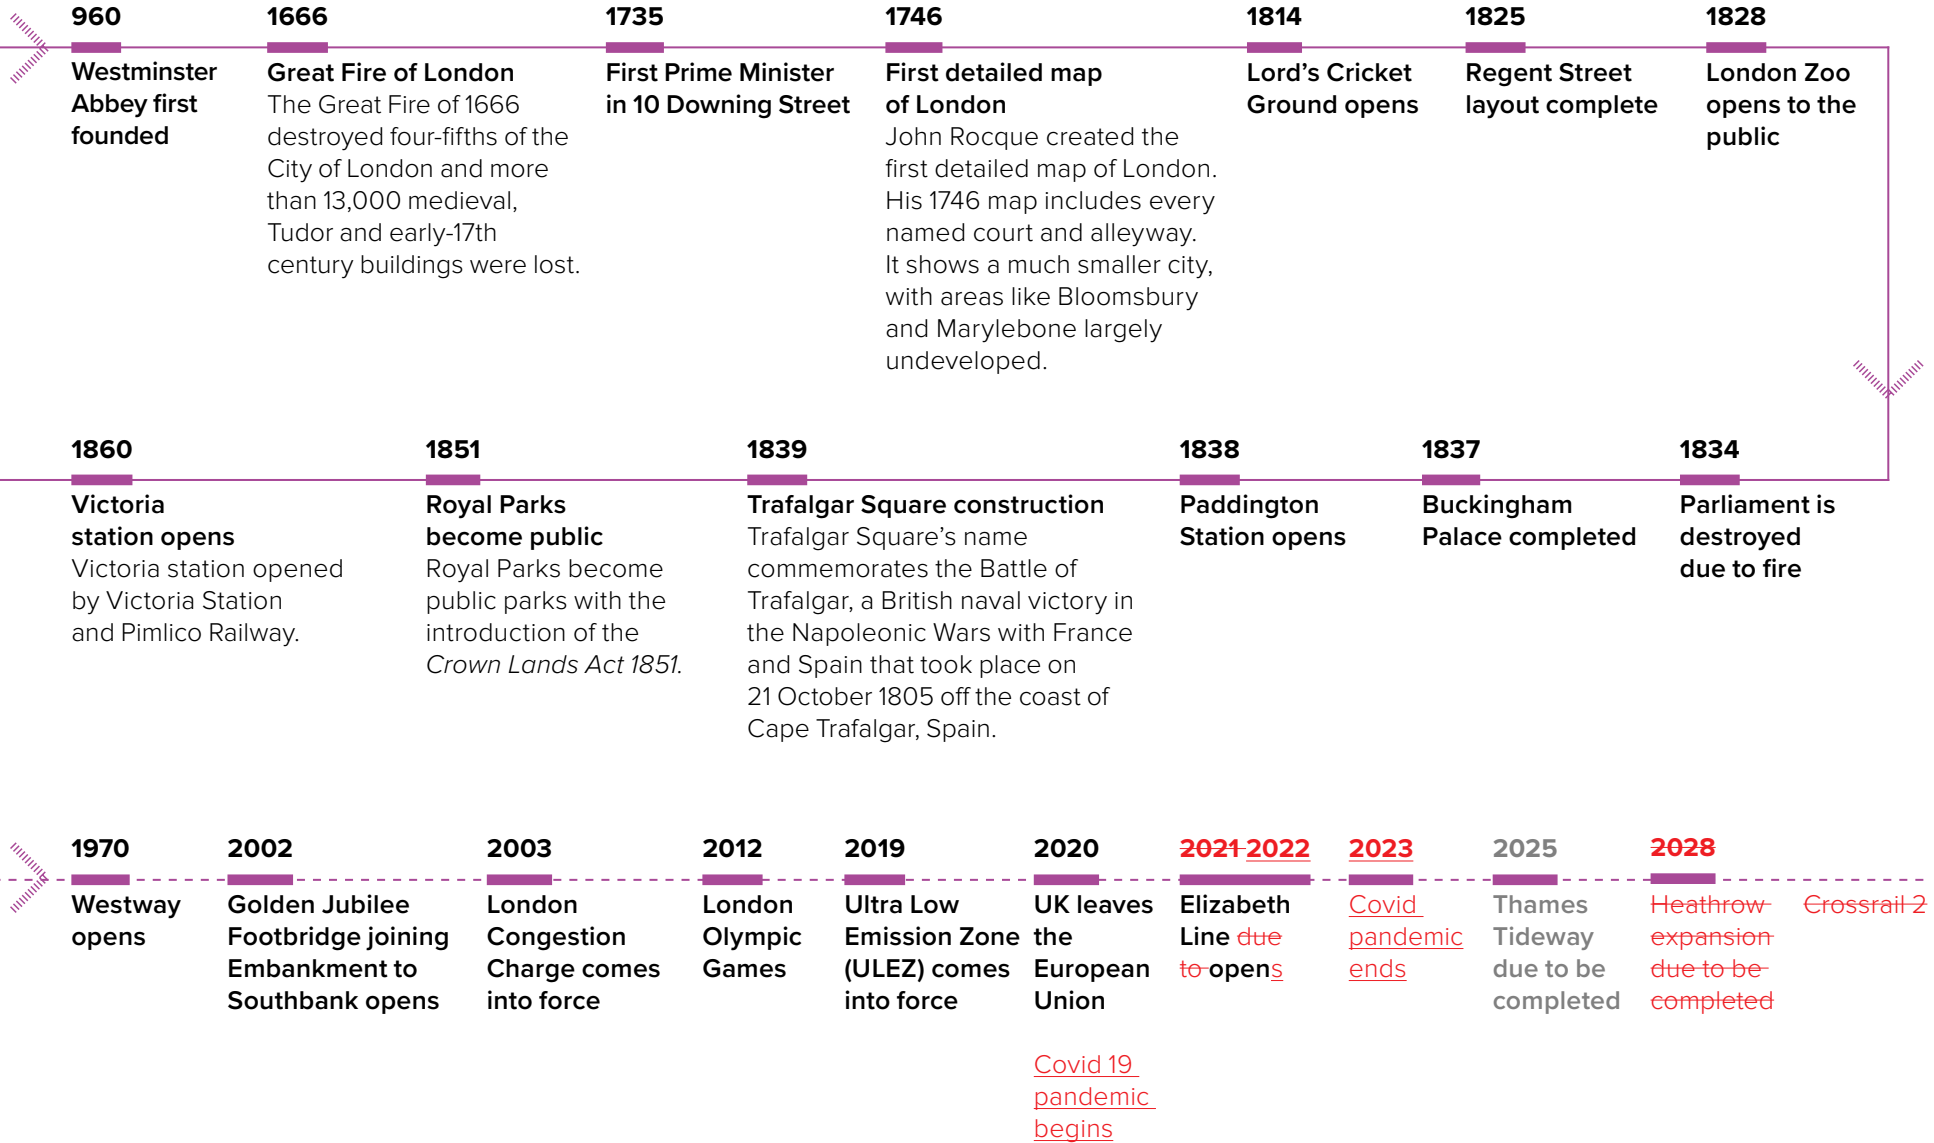 960
Westminster
Abbey first
founded
1666
Great Fire of London
The Great Fire of 1666
destroyed four-fifths of the
City of London and more
than 13,000 medieval,
Tudor and early-17th
century buildings were lost.
1735
First Prime Minister
in 10 Downing Street
1746
First detailed map
of London
John Rocque created the
first detailed map of London.
His 1746 map includes every
named court and alleyway.
It shows a much smaller city,
with areas like Bloomsbury
and Marylebone largely
undeveloped.
1814
Lord’s Cricket
Ground opens
1825
Regent Street
layout complete
1828
London Zoo
opens to the
public
1860
Victoria
station opens
Victoria station opened
by Victoria Station
and Pimlico Railway.
1851
Royal Parks
become public
Royal Parks become
public parks with the
introduction of the
Crown Lands Act 1851.
1839
Trafalgar Square construction
Trafalgar Square’s name
commemorates the Battle of
Trafalgar, a British naval victory in
the Napoleonic Wars with France
and Spain that took place on
21 October 1805 off the coast of
Cape Trafalgar, Spain.
1838
Paddington
Station opens
1837
Buckingham
Palace completed
1834
Parliament is
destroyed
due to fire
1970
Westway
opens
2002
Golden Jubilee
Footbridge joining
Embankment to
Southbank opens
2003
London
Congestion
Charge comes
into force
2012
London
Olympic
Games
2019
Ultra Low
Emission Zone
(ULEZ) comes
into force
2020
UK leaves
the
European
Union
Covid 19
pandemic
begins
2021 2022
Elizabeth
Line due
to opens
2023
Covid
pandemic
ends
2025
Thames
Tideway
due to be
completed
2028
Heathrow
expansion
due to be
completed
Crossrail 2